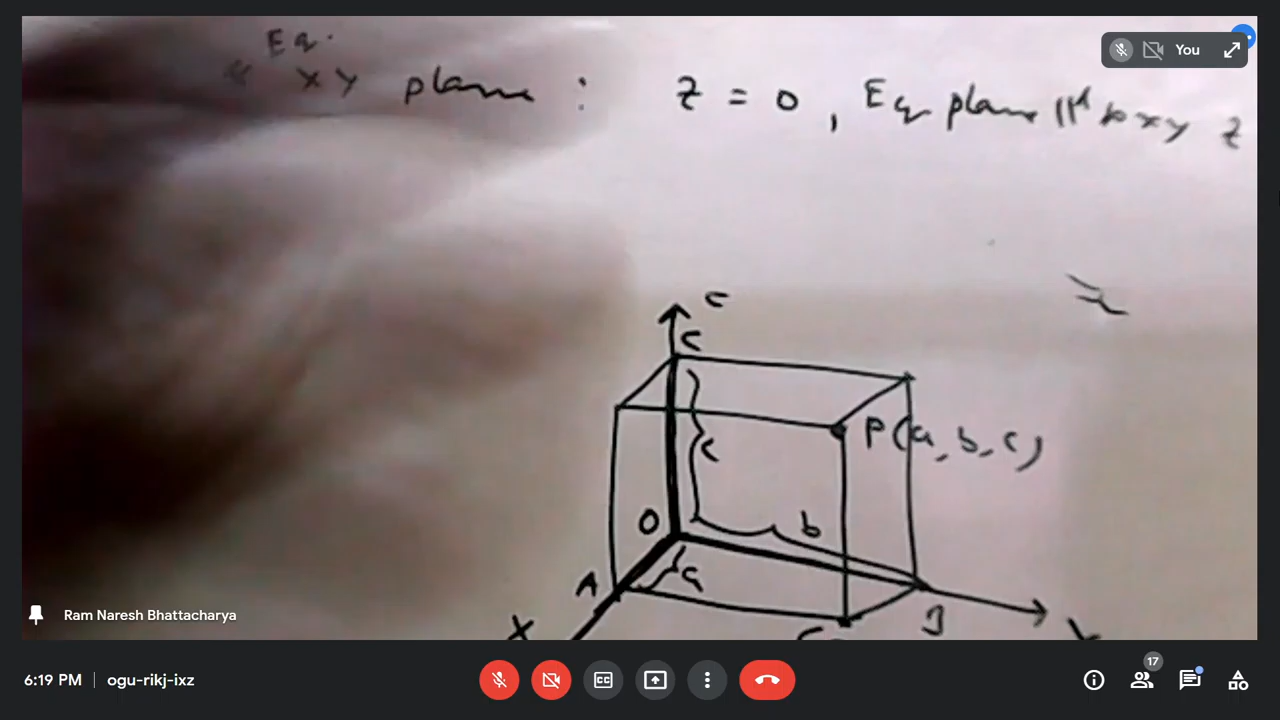 Eq.
XY plane : Z = 0 , Eq plane ||d to xy z
You
C
C
P(a, b, c)
c
O
b
a
A
B
X
Y
Ram Naresh Bhattacharya
6:19 PM | ogu-rikj-ixz
17